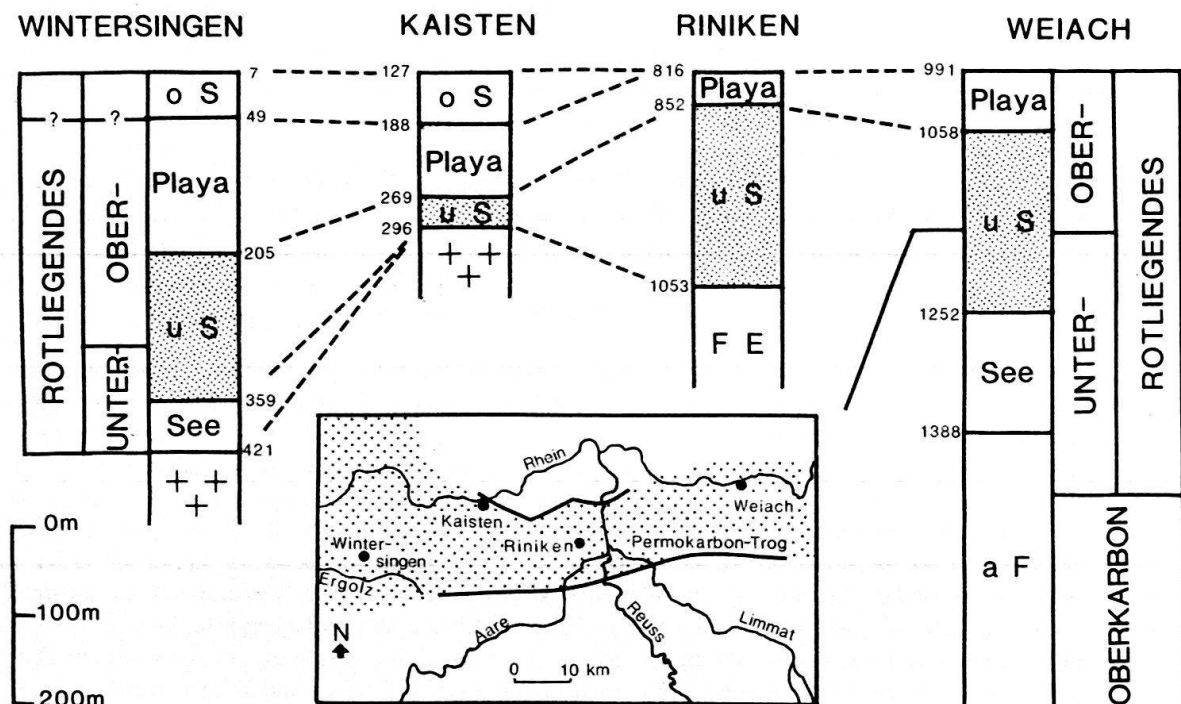 WINTERSINGEN KAISTEN RINIKEN WEIACH
ROTLIEGENDES
?
OBER-
?
UNTER-
7
o S
49
Playa
205
u S
359
See
421
127
o S
188
Playa
269
u S
296
816
Playa
852
u S
1053
F E
991
Playa
1058
u S
1252
See
1388
a F
OBER-
UNTER-
ROTLIEGENDES
OBERKARBON
0m
100m
200m
Rhein
Kaisten
Weiach
Winter-
singen
Riniken
Permokarbon-Trog
Ergolz
Aare
Reuss
Limmat
N
0 10 km